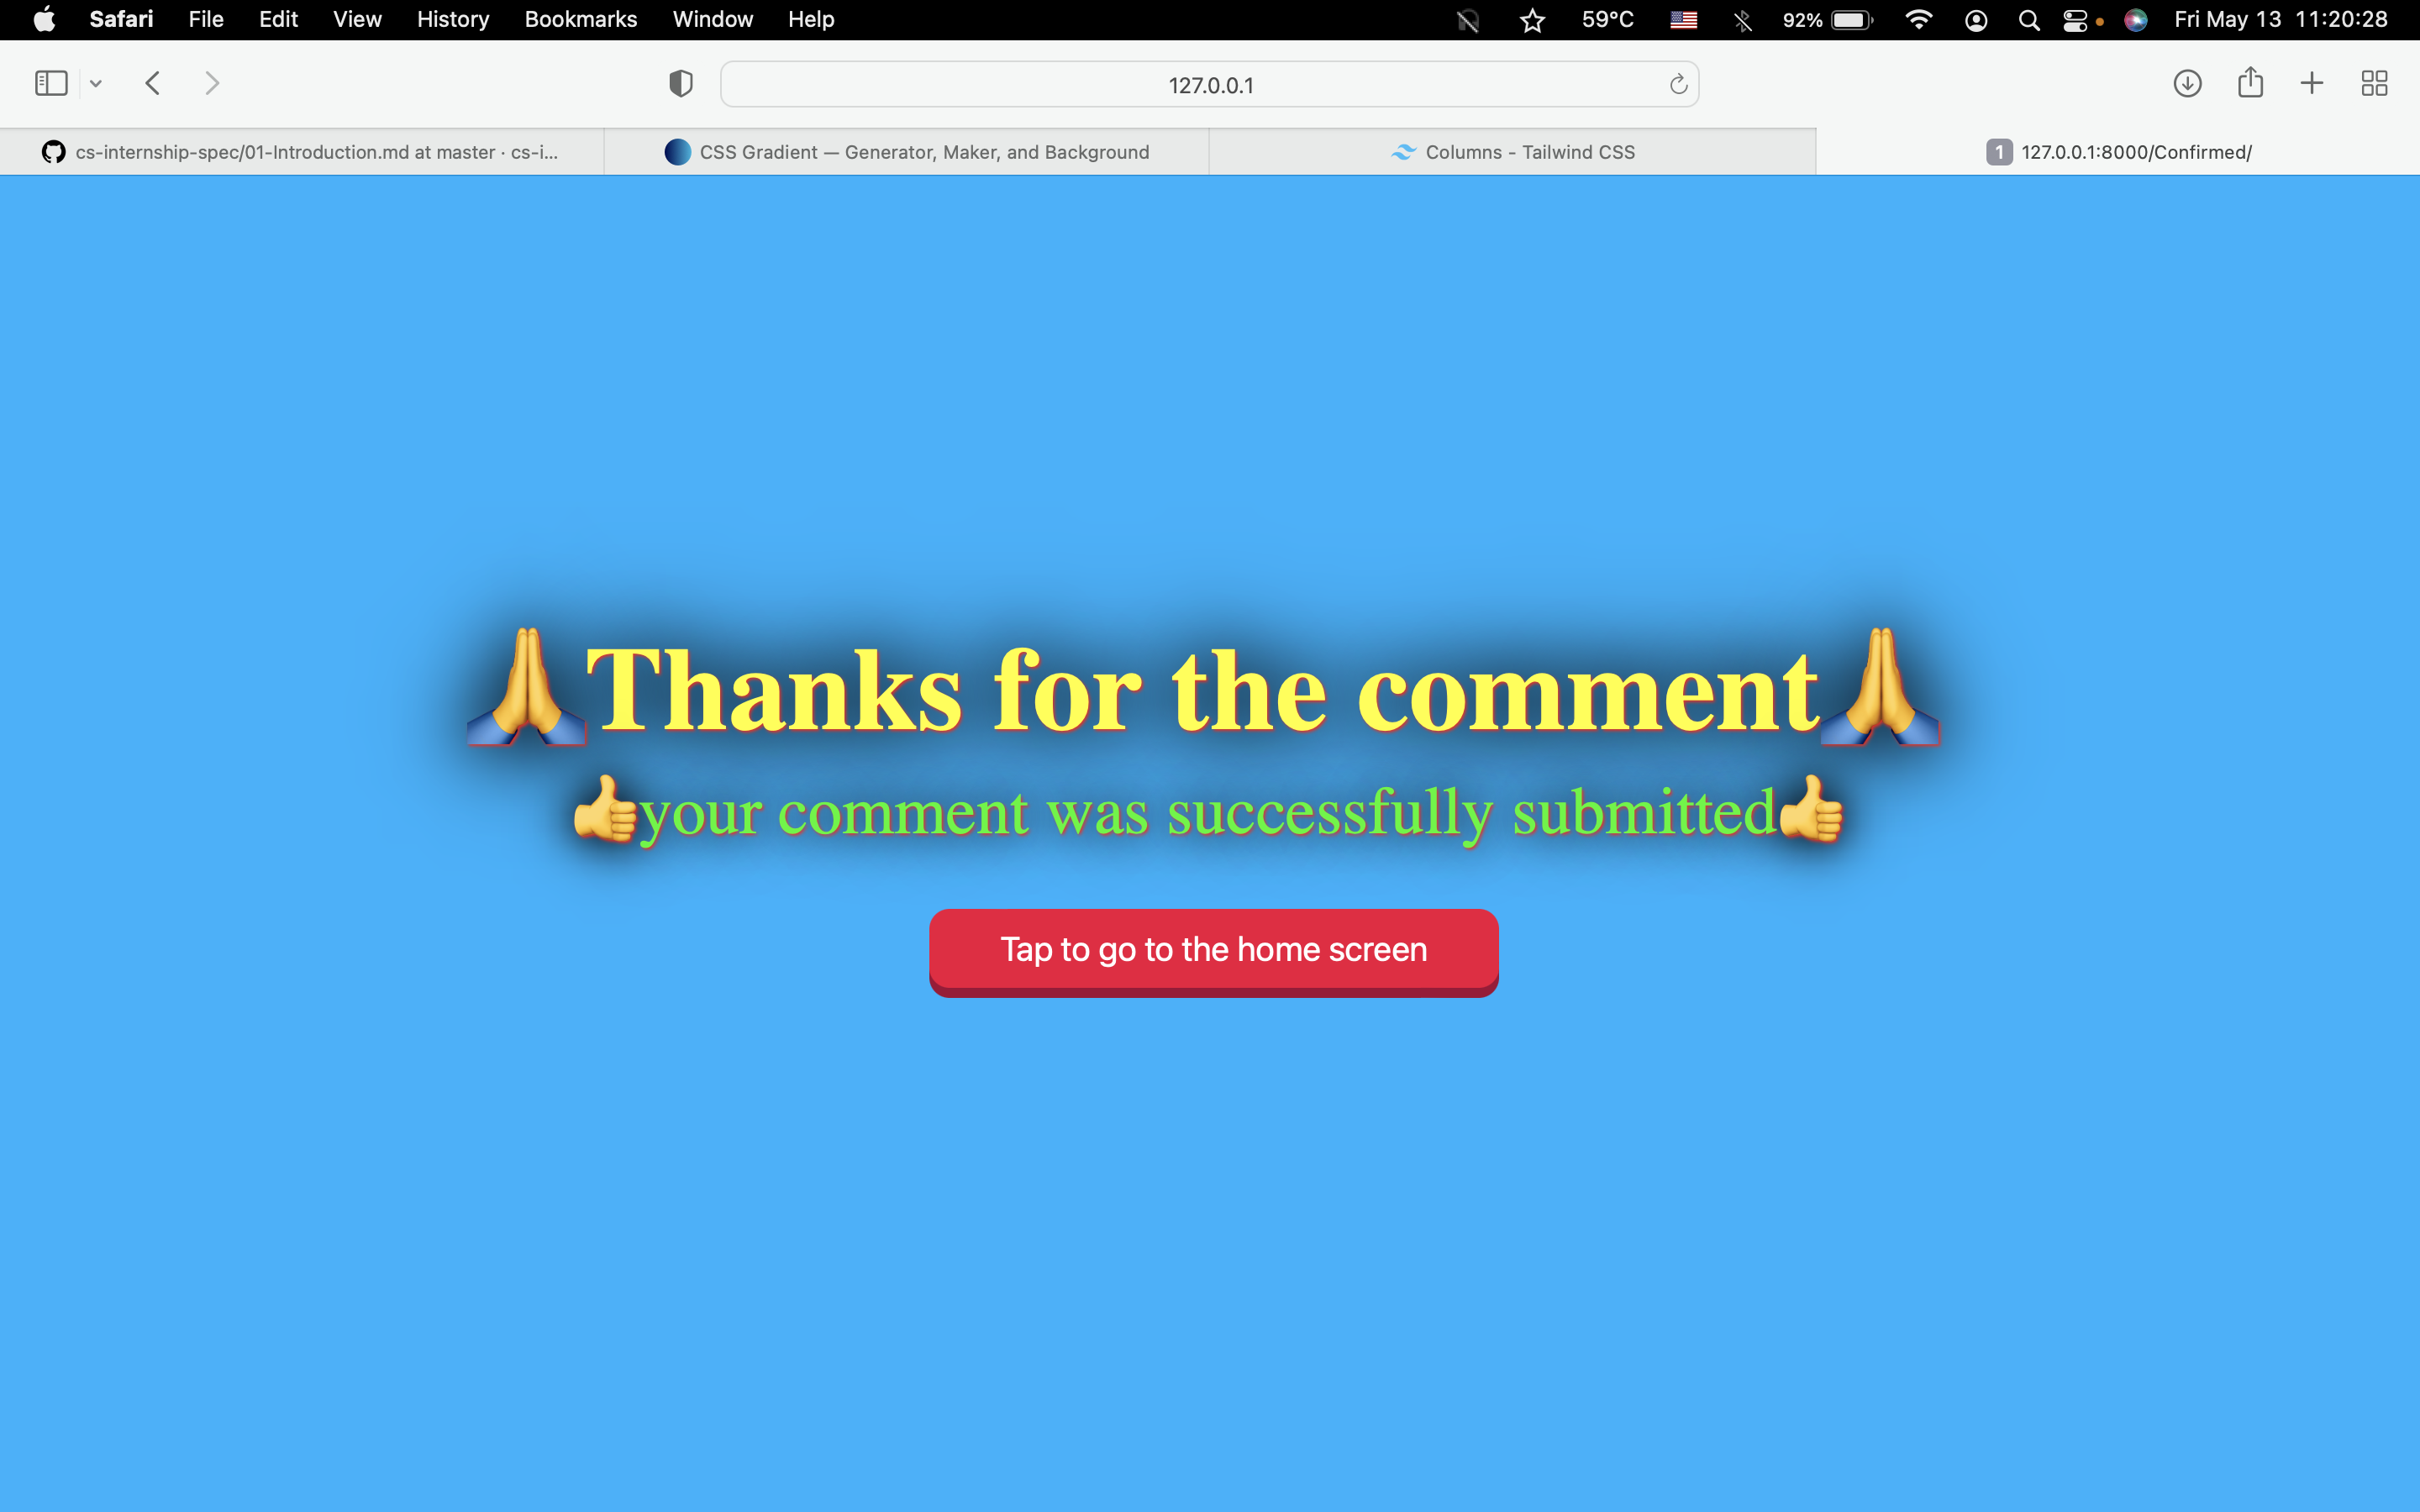 Safari File Edit View History Bookmarks Window Help 59°C 92% Fri May 13 11:20:28
127.0.0.1
cs-internship-spec/01-Introduction.md at master · cs-i... CSS Gradient — Generator, Maker, and Background Columns - Tailwind CSS 1 127.0.0.1:8000/Confirmed/
🙏Thanks for the comment🙏
👍your comment was successfully submitted👍
Tap to go to the home screen